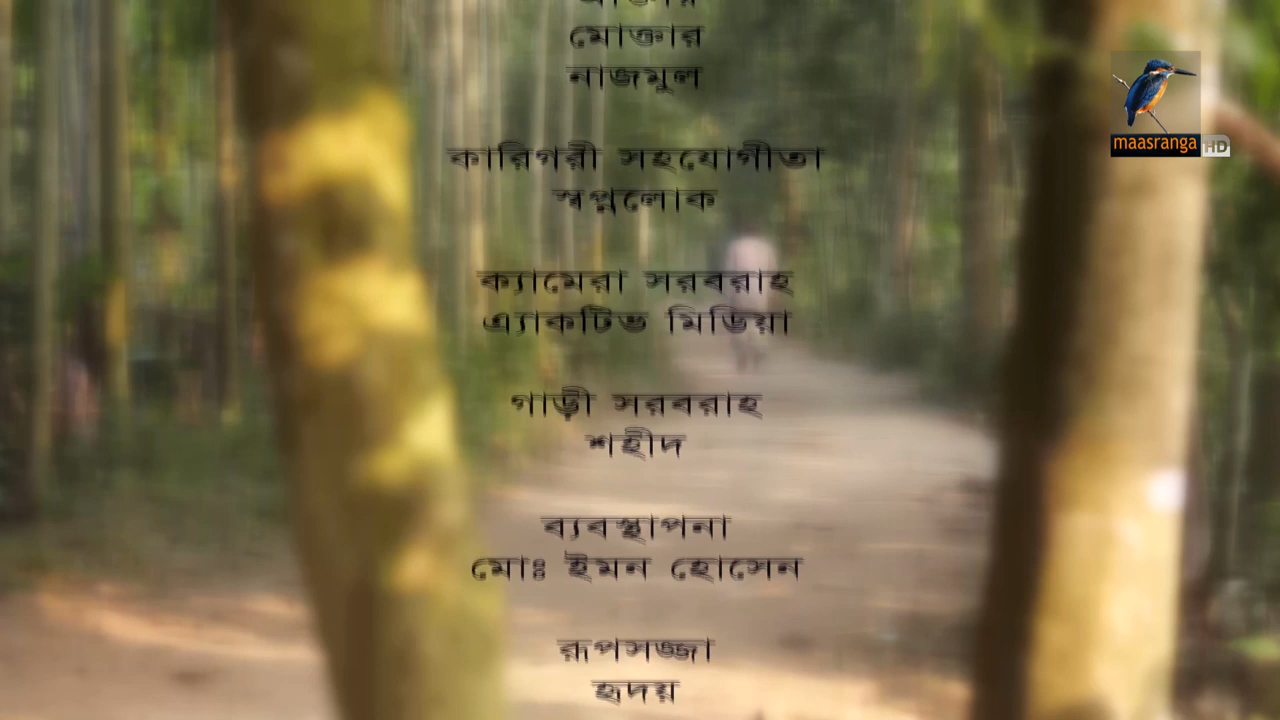 মোক্তার
নাজমুল
কারিগরী সহযোগীতা
স্বপ্নলোক
ক্যামেরা সরবরাহ
এ্যাকটিভ মিডিয়া
গাড়ী সরবরাহ
শহীদ
ব্যবস্থাপনা
মোঃ ইমন হোসেন
রূপসজ্জা
হৃদয়
maasranga HD